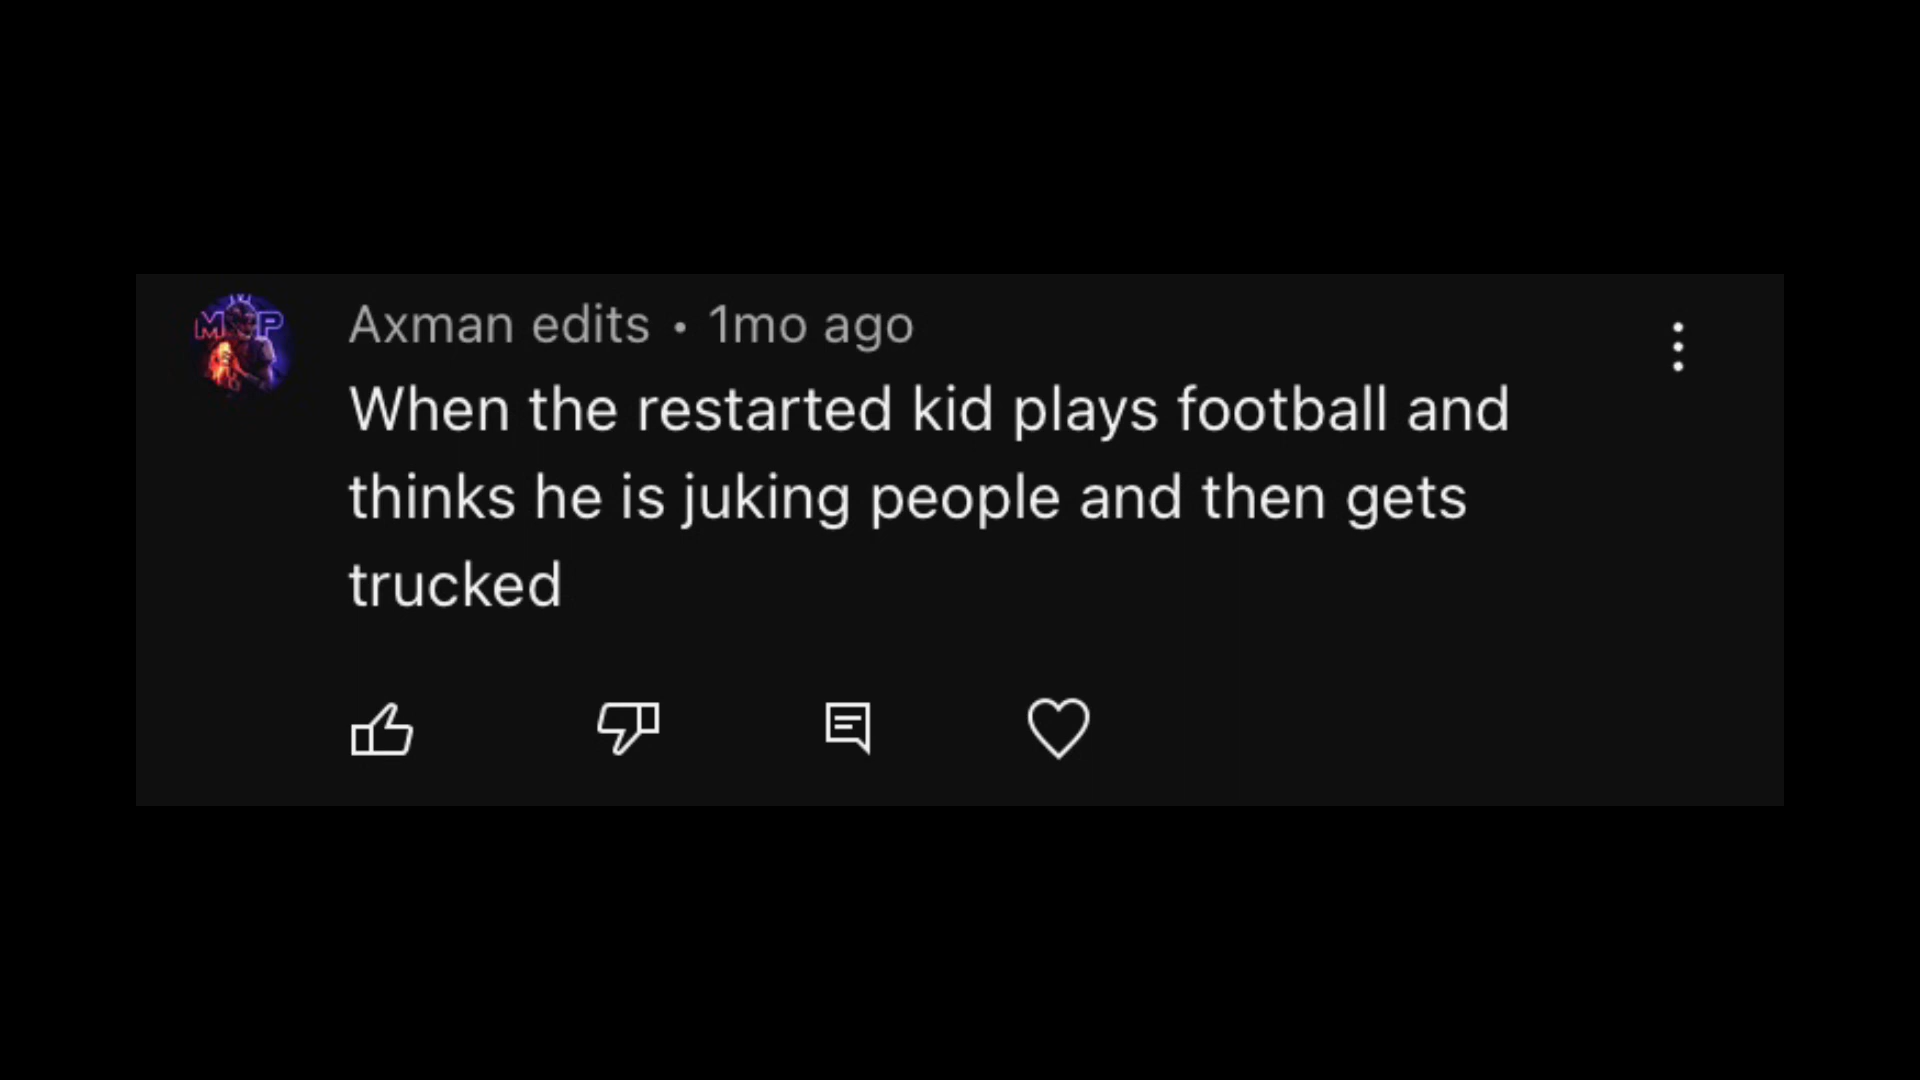 Axman edits • 1mo ago
When the restarted kid plays football and
thinks he is juking people and then gets
trucked